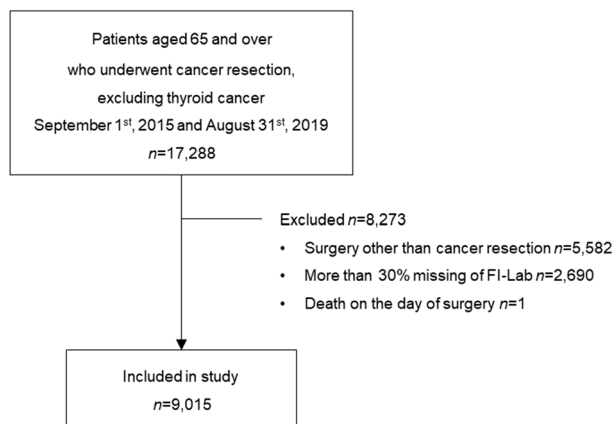 Patients aged 65 and over
who underwent cancer resection,
excluding thyroid cancer
September 1st, 2015 and August 31st, 2019
n=17,288
Excluded n=8,273
• Surgery other than cancer resection n=5,582
• More than 30% missing of FI-Lab n=2,690
• Death on the day of surgery n=1
Included in study
n=9,015